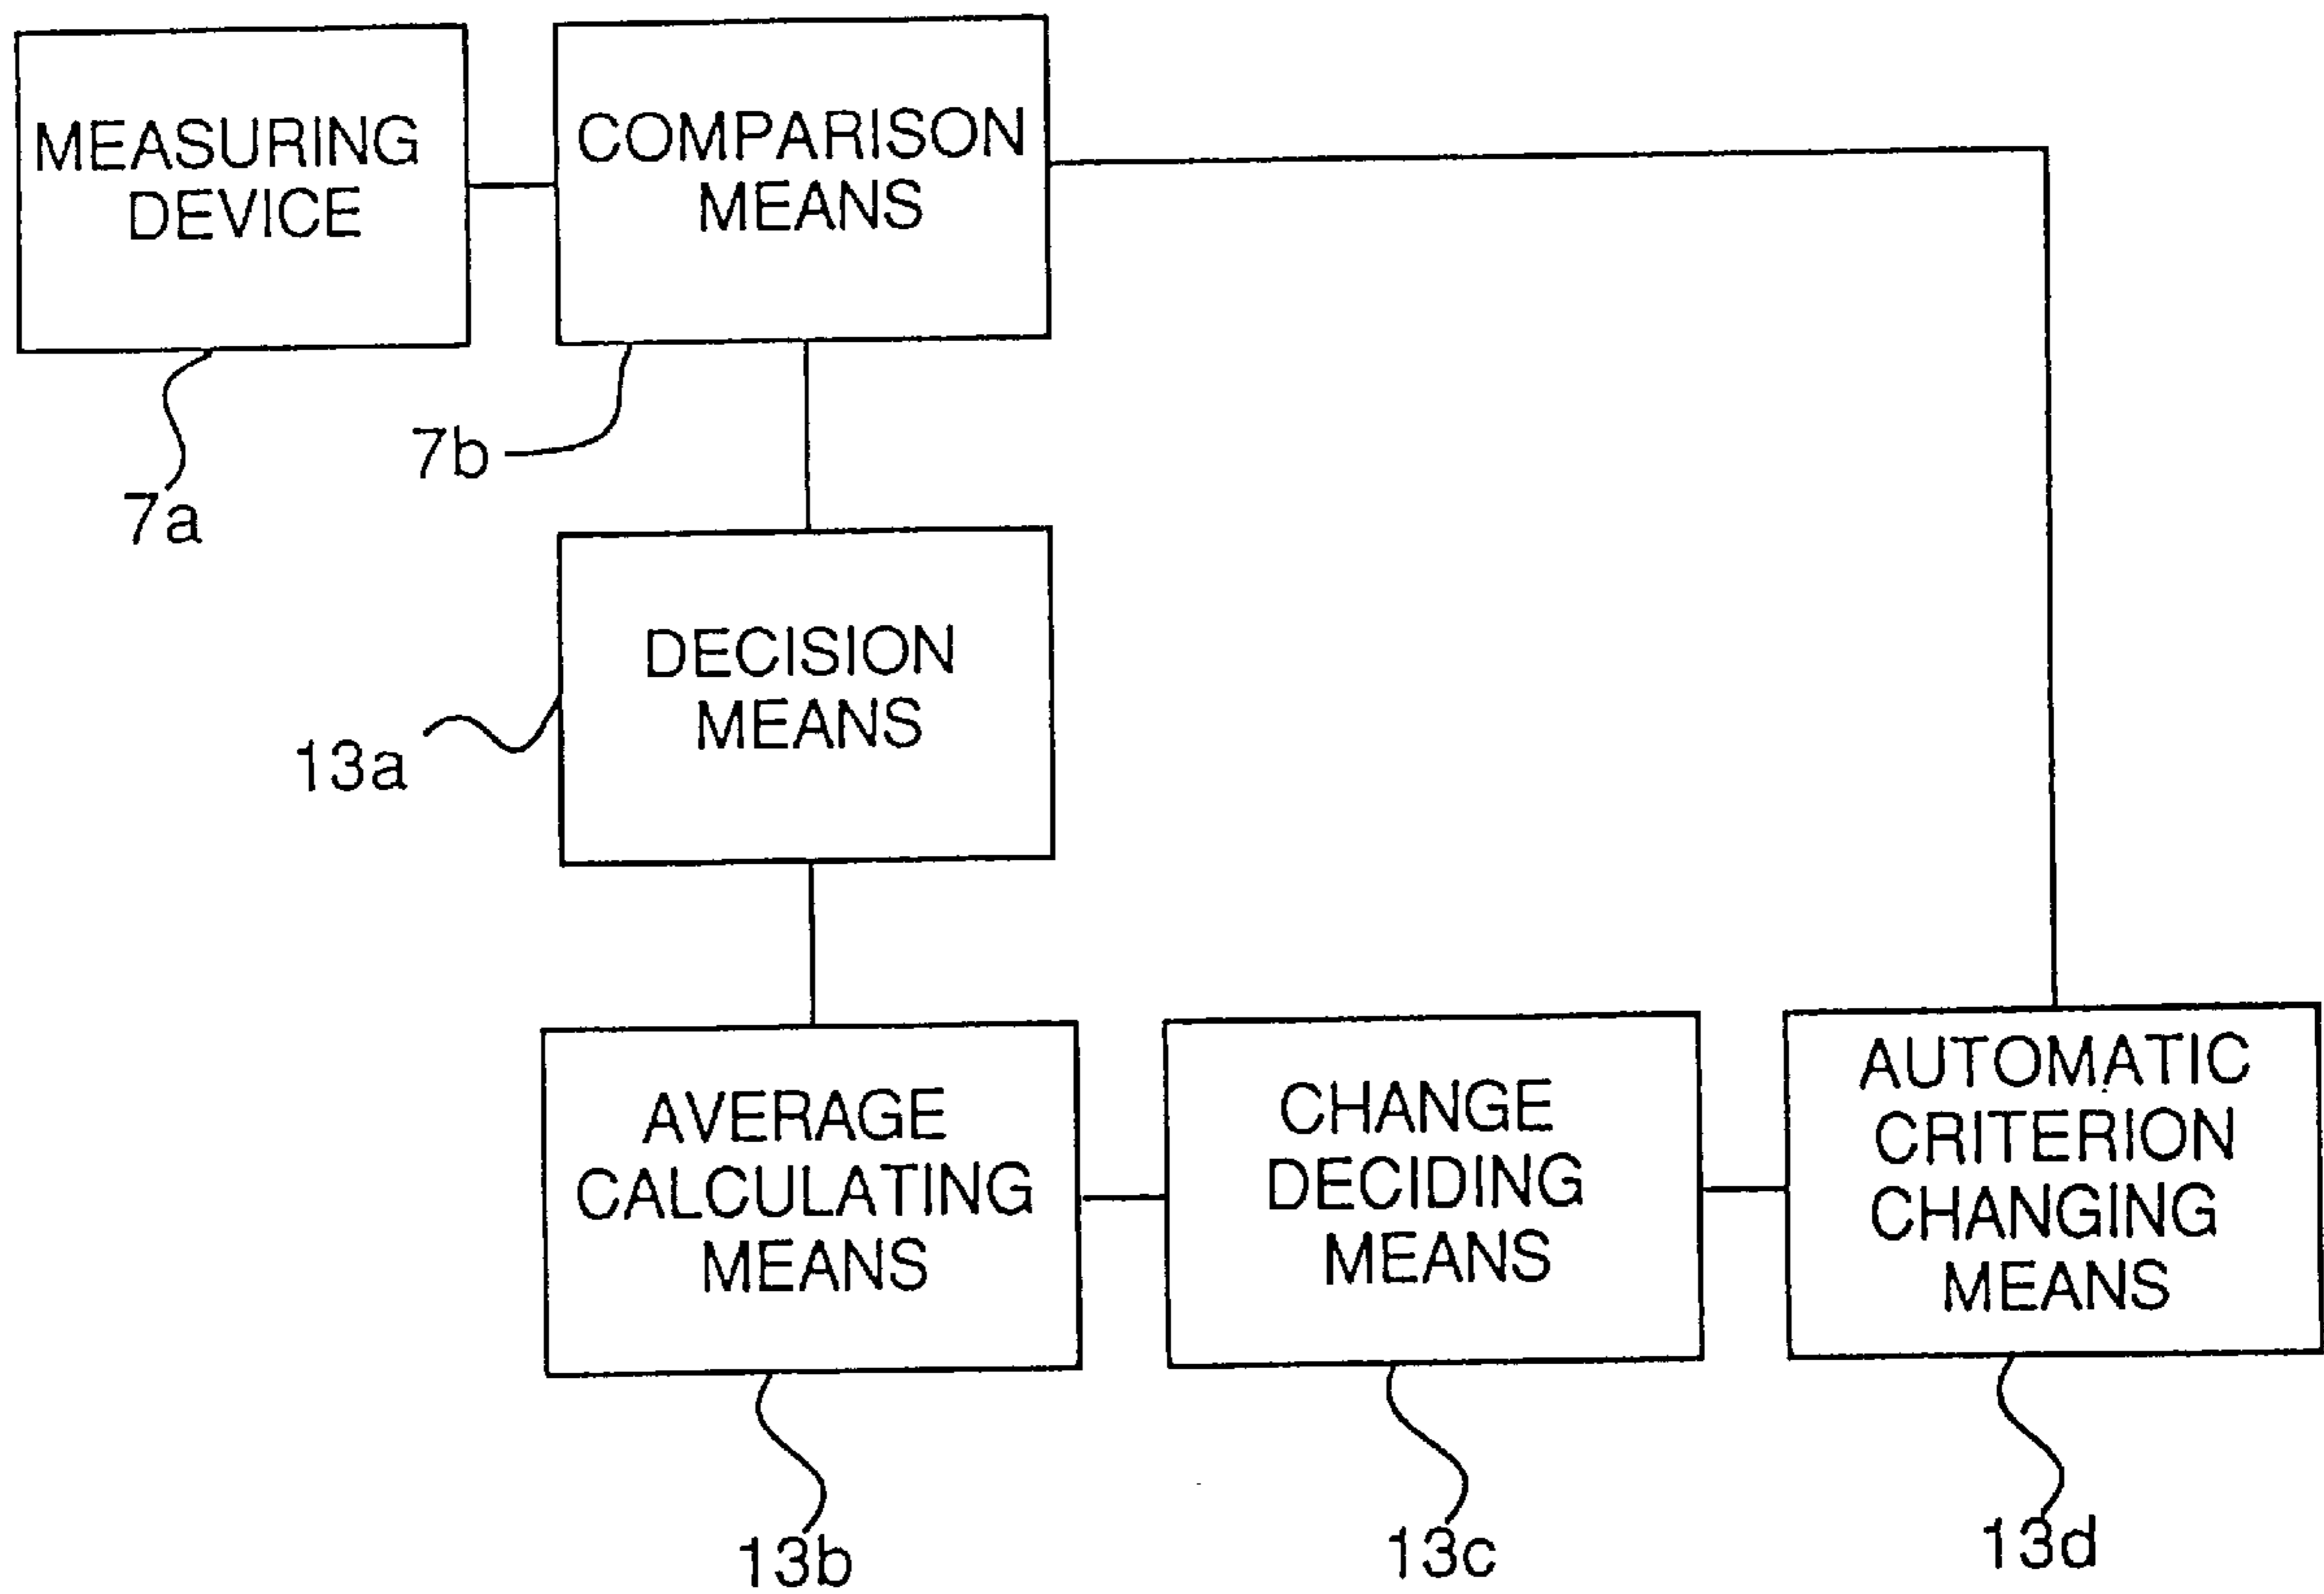 MEASURING
DEVICE
COMPARISON
MEANS
7a
7b
DECISION
MEANS
13a
AVERAGE
CALCULATING
MEANS
CHANGE
DECIDING
MEANS
AUTOMATIC
CRITERION
CHANGING
MEANS
13b
13c
13d